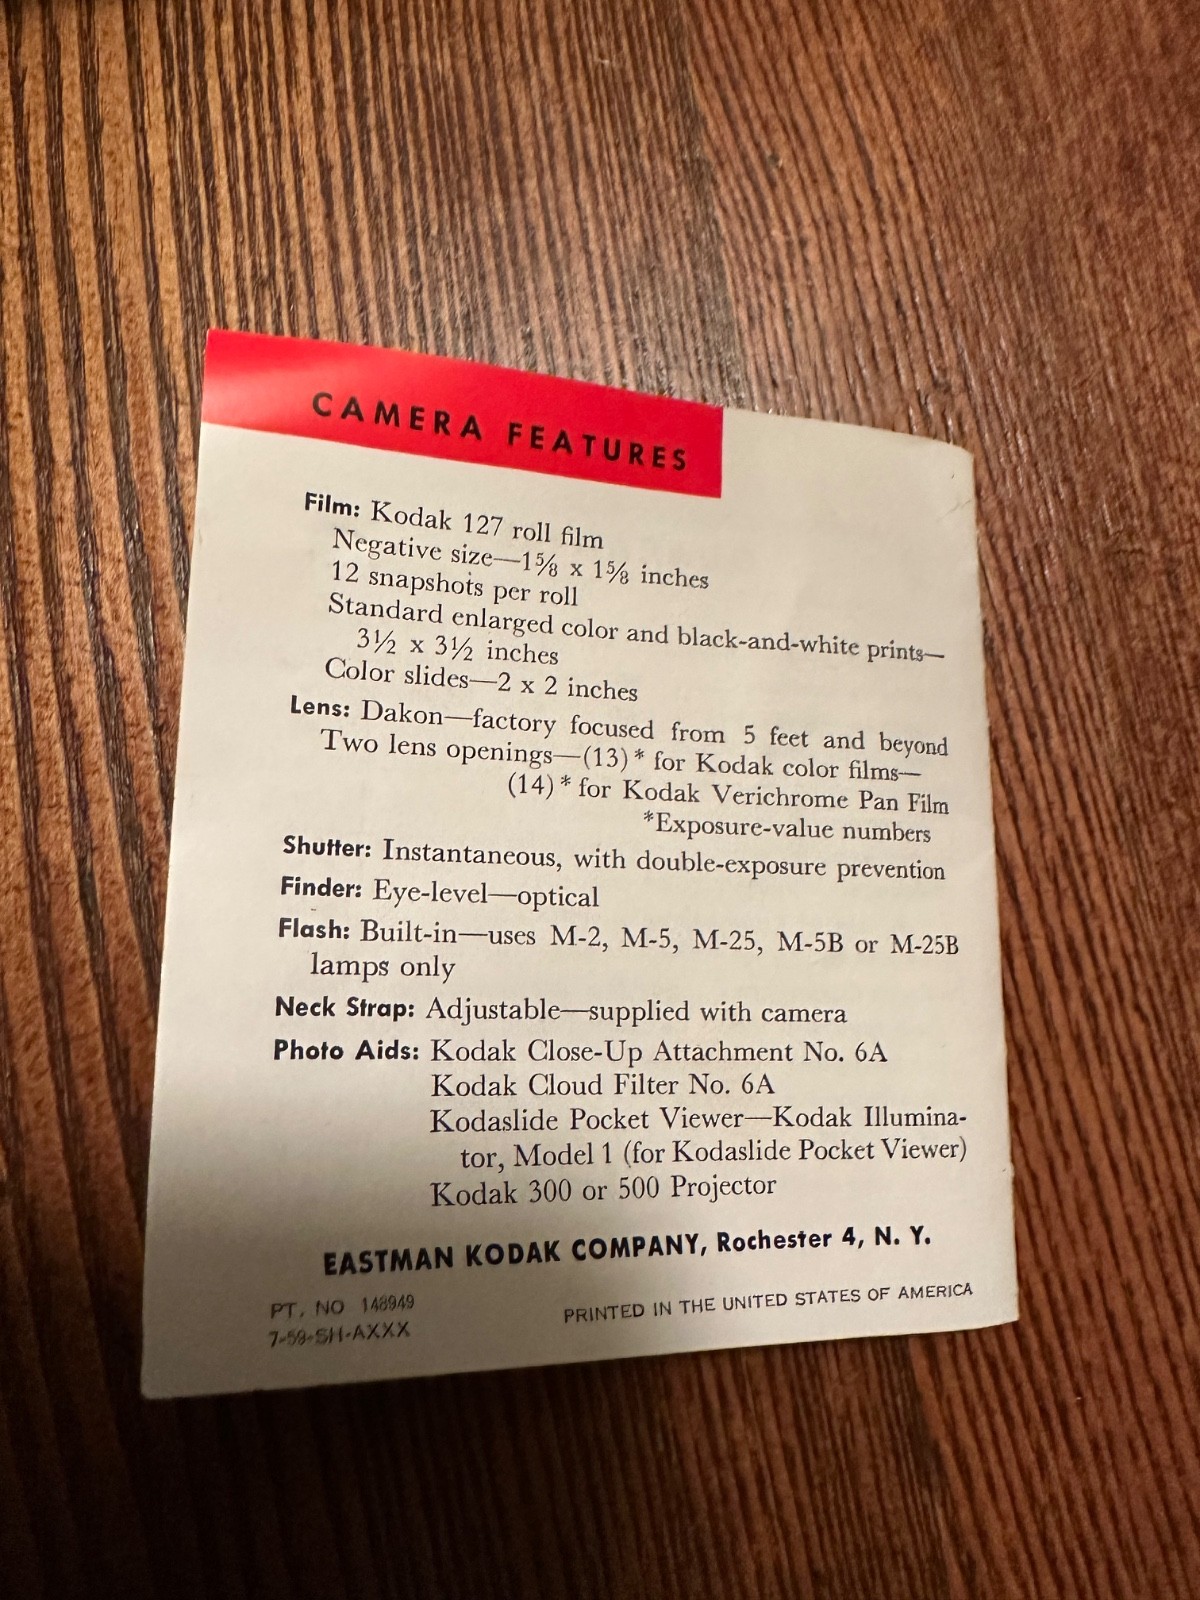 CAMERA FEATURES
Film: Kodak 127 roll film
Negative size—1⅝ x 1⅝ inches
12 snapshots per roll
Standard enlarged color and black-and-white prints—
3½ x 3½ inches
Color slides—2 x 2 inches
Lens: Dakon—factory focused from 5 feet and beyond
Two lens openings—(13)* for Kodak color films—
(14)* for Kodak Verichrome Pan Film
*Exposure-value numbers
Shutter: Instantaneous, with double-exposure prevention
Finder: Eye-level—optical
Flash: Built-in—uses M-2, M-5, M-25, M-5B or M-25B
lamps only
Neck Strap: Adjustable—supplied with camera
Photo Aids: Kodak Close-Up Attachment No. 6A
Kodak Cloud Filter No. 6A
Kodaslide Pocket Viewer—Kodak Illumina-
tor, Model 1 (for Kodaslide Pocket Viewer)
Kodak 300 or 500 Projector
EASTMAN KODAK COMPANY, Rochester 4, N. Y.
PT. NO 148949
7-59-SH-AXXX
PRINTED IN THE UNITED STATES OF AMERICA